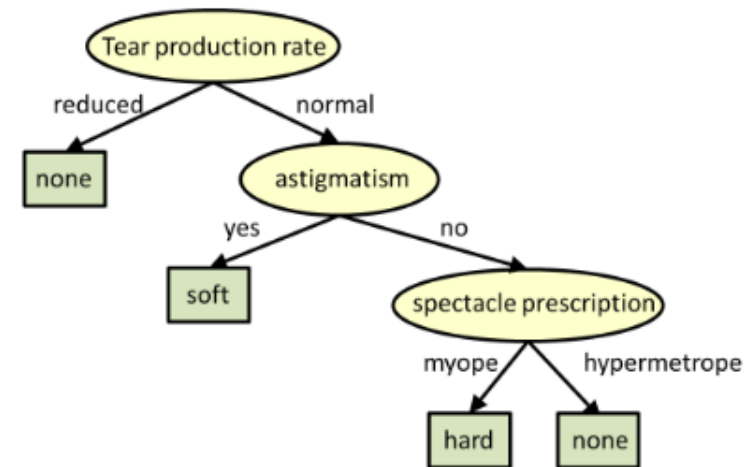 Tear production rate
reduced
normal
none
astigmatism
yes
no
soft
spectacle prescription
myope
hypermetrope
hard
none